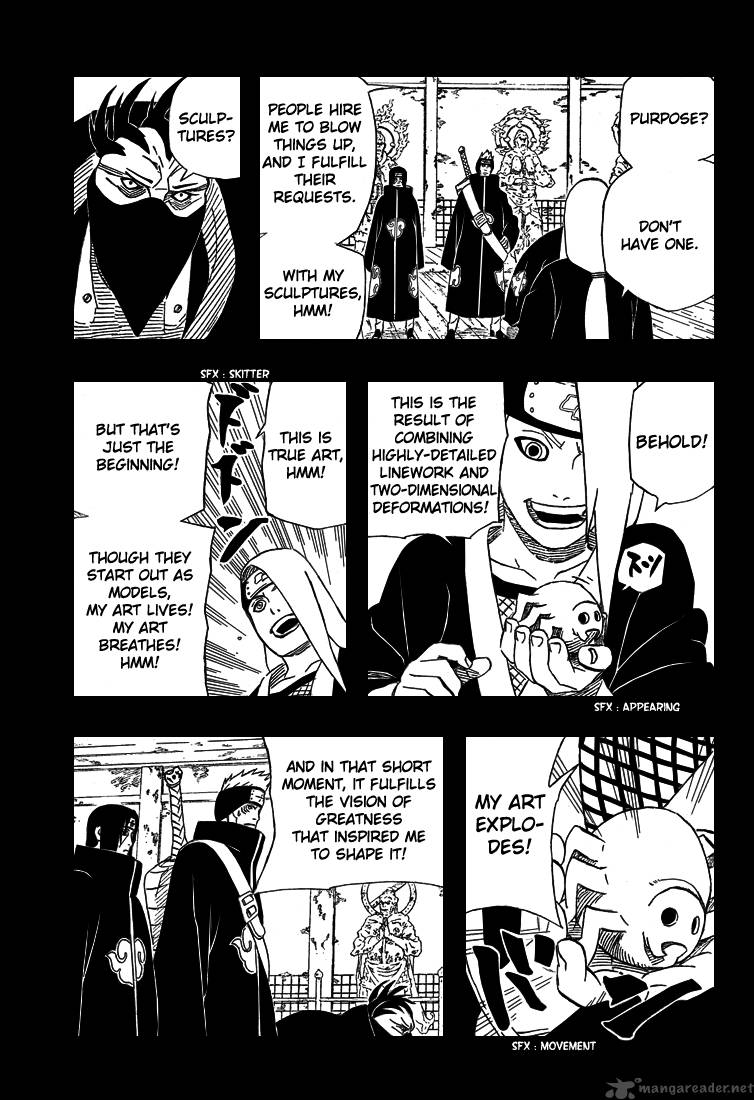 PURPOSE?
DON'T
HAVE ONE.
PEOPLE HIRE
ME TO BLOW
THINGS UP,
AND I FULFILL
THEIR
REQUESTS.
WITH MY
SCULPTURES,
HMM!
SCULP-
TURES?
BEHOLD!
THIS IS THE
RESULT OF
COMBINING
HIGHLY-DETAILED
LINEWORK AND
TWO-DIMENSIONAL
DEFORMATIONS!
SFX : APPEARING
SFX : SKITTER
THIS IS
TRUE ART,
HMM!
BUT THAT'S
JUST THE
BEGINNING!
THOUGH THEY
START OUT AS
MODELS,
MY ART LIVES!
MY ART
BREATHES!
HMM!
MY ART
EXPLO-
DES!
SFX : MOVEMENT
AND IN THAT SHORT
MOMENT, IT FULFILLS
THE VISION OF
GREATNESS
THAT INSPIRED ME
TO SHAPE IT!
mangareader.net